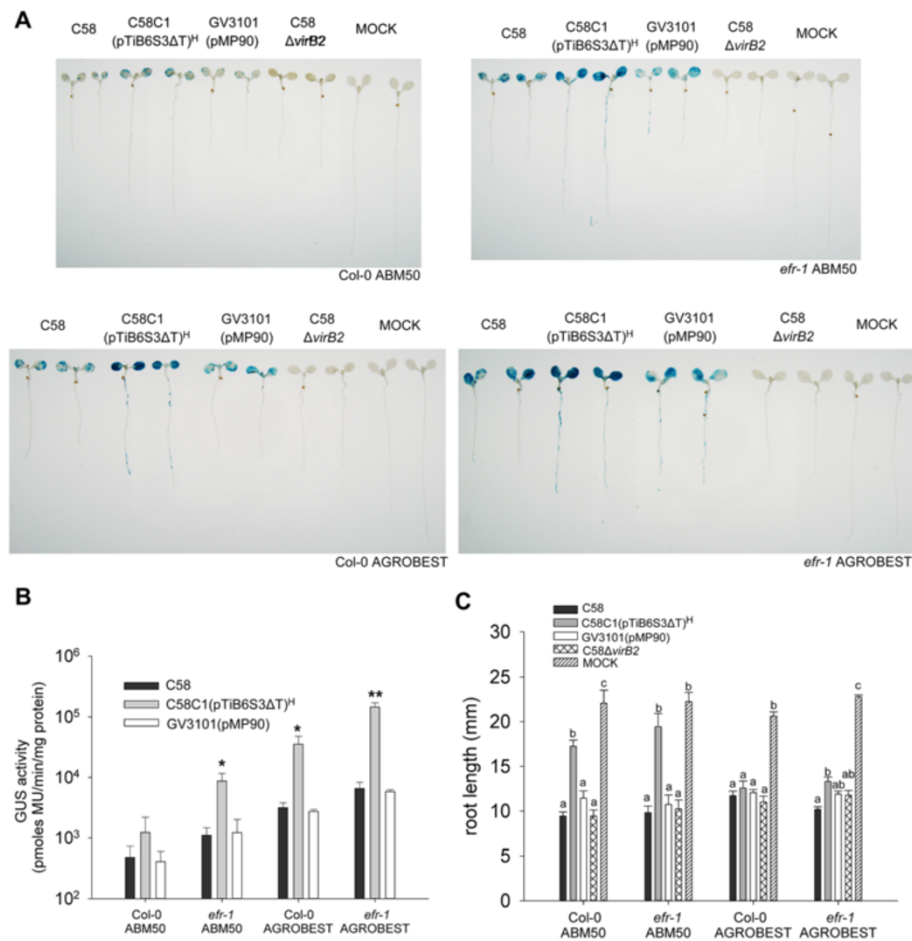 A
C58
C58C1
(pTiB6S3ΔT)ᴴ
GV3101
(pMP90)
C58
ΔvirB2
MOCK
C58
C58C1
(pTiB6S3ΔT)ᴴ
GV3101
(pMP90)
C58
ΔvirB2
MOCK
Col-0 ABM50
efr-1 ABM50
C58
C58C1
(pTiB6S3ΔT)ᴴ
GV3101
(pMP90)
C58
ΔvirB2
MOCK
C58
C58C1
(pTiB6S3ΔT)ᴴ
GV3101
(pMP90)
C58
ΔvirB2
MOCK
Col-0 AGROBEST
efr-1 AGROBEST
B
GUS activity
(pmoles MU/min/mg protein)
10⁶
10⁵
10⁴
10³
10²
C58
C58C1(pTiB6S3ΔT)ᴴ
GV3101(pMP90)
*
*
**
Col-0
ABM50
efr-1
ABM50
Col-0
AGROBEST
efr-1
AGROBEST
C
C58
C58C1(pTiB6S3ΔT)ᴴ
GV3101(pMP90)
C58ΔvirB2
MOCK
root length (mm)
30
25
20
15
10
5
0
a b a a c
a b a a b
a a a a b
a b ab ab c
Col-0
ABM50
efr-1
ABM50
Col-0
AGROBEST
efr-1
AGROBEST